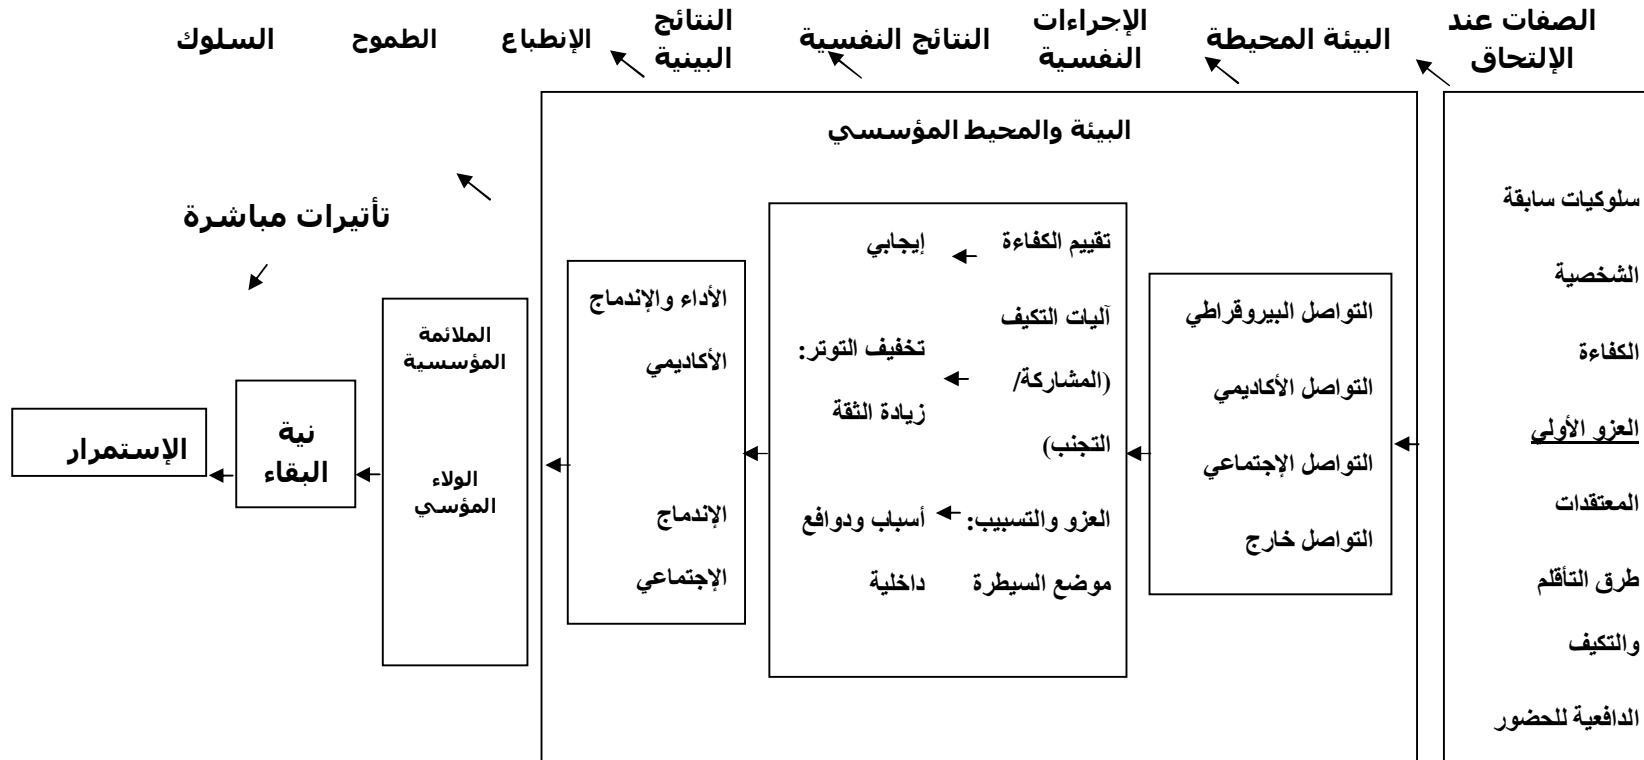 الصفات عند
الإلتحاق
البيئة المحيطة
الإجراءات
النفسية
النتائج النفسية
النتائج
البينية
الإنطباع
الطموح
السلوك
البيئة والمحيط المؤسسي
سلوكيات سابقة
الشخصية
الكفاءة
العزو الأولي
المعتقدات
طرق التأقلم
والتكيف
الدافعية للحضور
التواصل البيروقراطي
التواصل الأكاديمي
التواصل الإجتماعي
التواصل خارج
تقييم الكفاءة
آليات التكيف
(المشاركة/
التجنب)
العزو والتسبيب:
موضع السيطرة
إيجابي
تخفيف التوتر:
زيادة الثقة
أسباب ودوافع
داخلية
الأداء والإندماج
الأكاديمي
الإندماج
الإجتماعي
تأتيرات مباشرة
الملائمة
المؤسسية
الولاء
المؤسي
نية
البقاء
الإستمرار